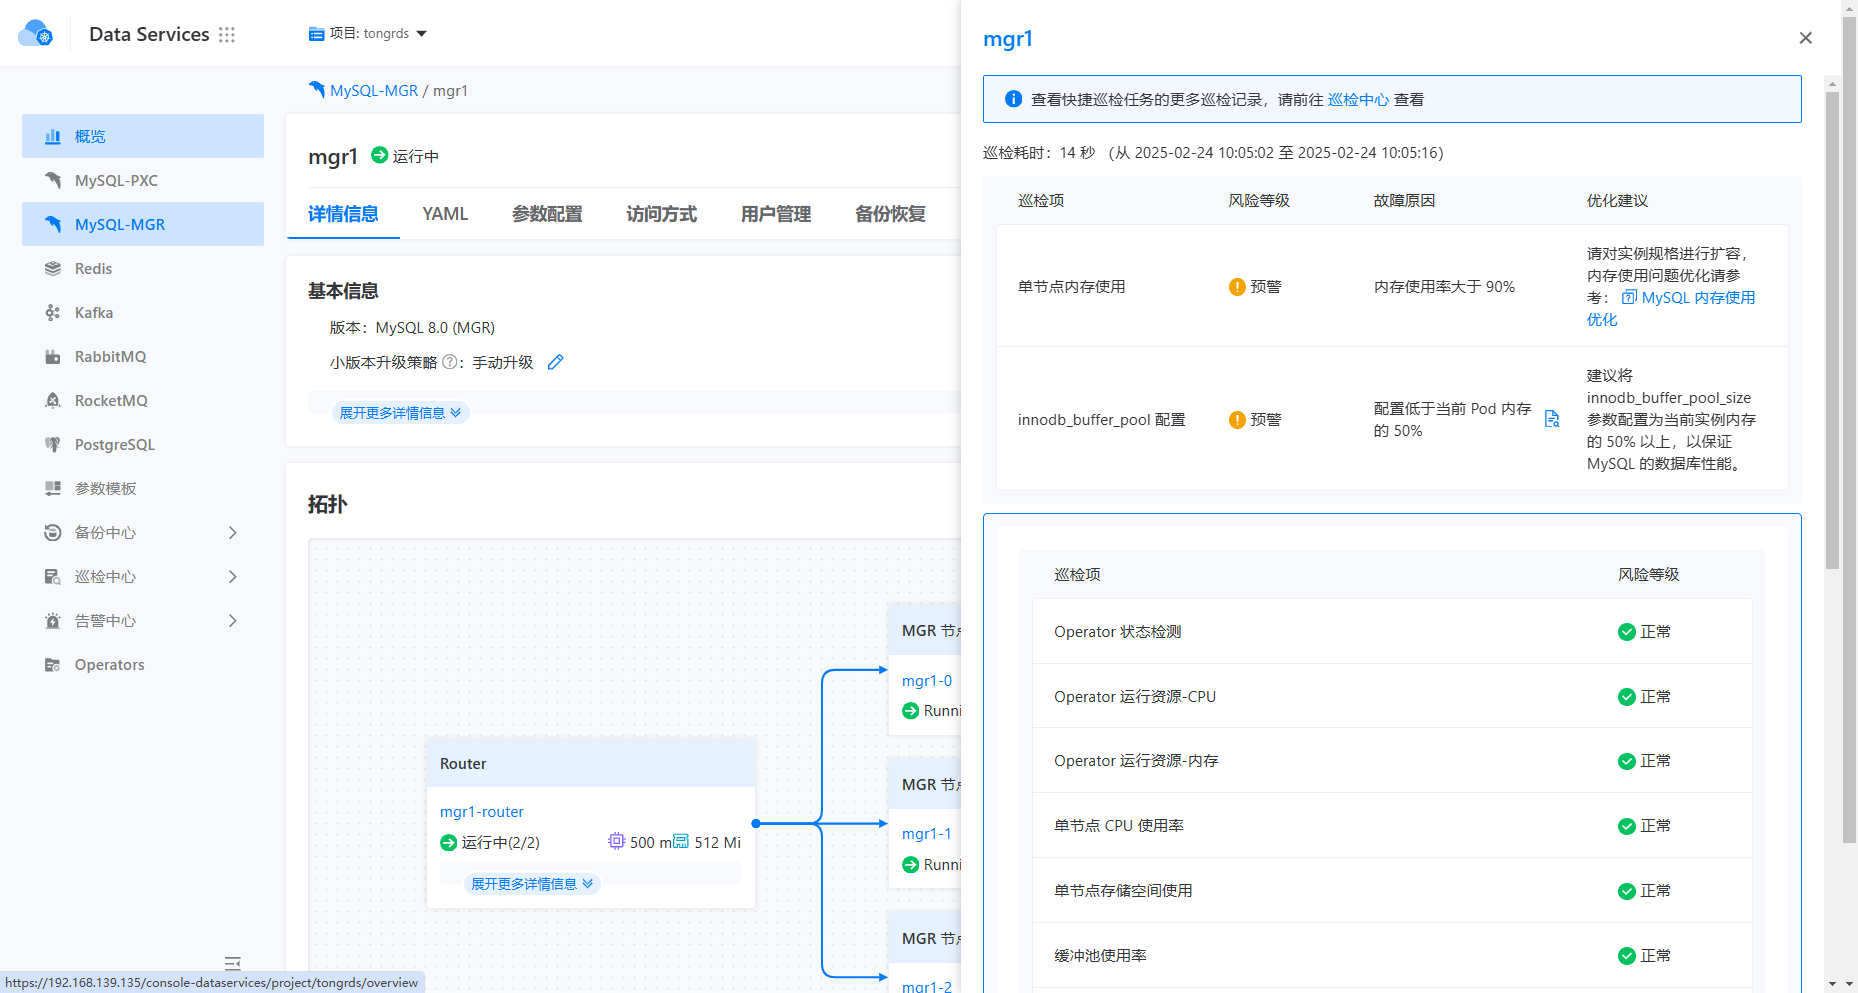 Data Services
项目: tongrds
概览
MySQL-PXC
MySQL-MGR
Redis
Kafka
RabbitMQ
RocketMQ
PostgreSQL
参数模板
备份中心
巡检中心
告警中心
Operators
https://192.168.139.135/console-dataservices/project/tongrds/overview
MySQL-MGR / mgr1
mgr1 运行中
详情信息 YAML 参数配置 访问方式 用户管理 备份恢复
基本信息
版本：MySQL 8.0 (MGR)
小版本升级策略 ?：手动升级
展开更多详情信息
拓扑
Router
mgr1-router
运行中(2/2) 500 m 512 Mi
展开更多详情信息
MGR 节
mgr1-0
Runni
MGR 节
mgr1-1
Runni
MGR 节
mgr1-2
mgr1
查看快捷巡检任务的更多巡检记录，请前往 巡检中心 查看
巡检耗时：14 秒 （从 2025-02-24 10:05:02 至 2025-02-24 10:05:16）
巡检项 风险等级 故障原因 优化建议
单节点内存使用 预警 内存使用率大于 90%
请对实例规格进行扩容，
内存使用问题优化请参
考： MySQL 内存使用
优化
innodb_buffer_pool 配置 预警
配置低于当前 Pod 内存
的 50%
建议将
innodb_buffer_pool_size
参数配置为当前实例内存
的 50% 以上，以保证
MySQL 的数据库性能。
巡检项 风险等级
Operator 状态检测 正常
Operator 运行资源-CPU 正常
Operator 运行资源-内存 正常
单节点 CPU 使用率 正常
单节点存储空间使用 正常
缓冲池使用率 正常